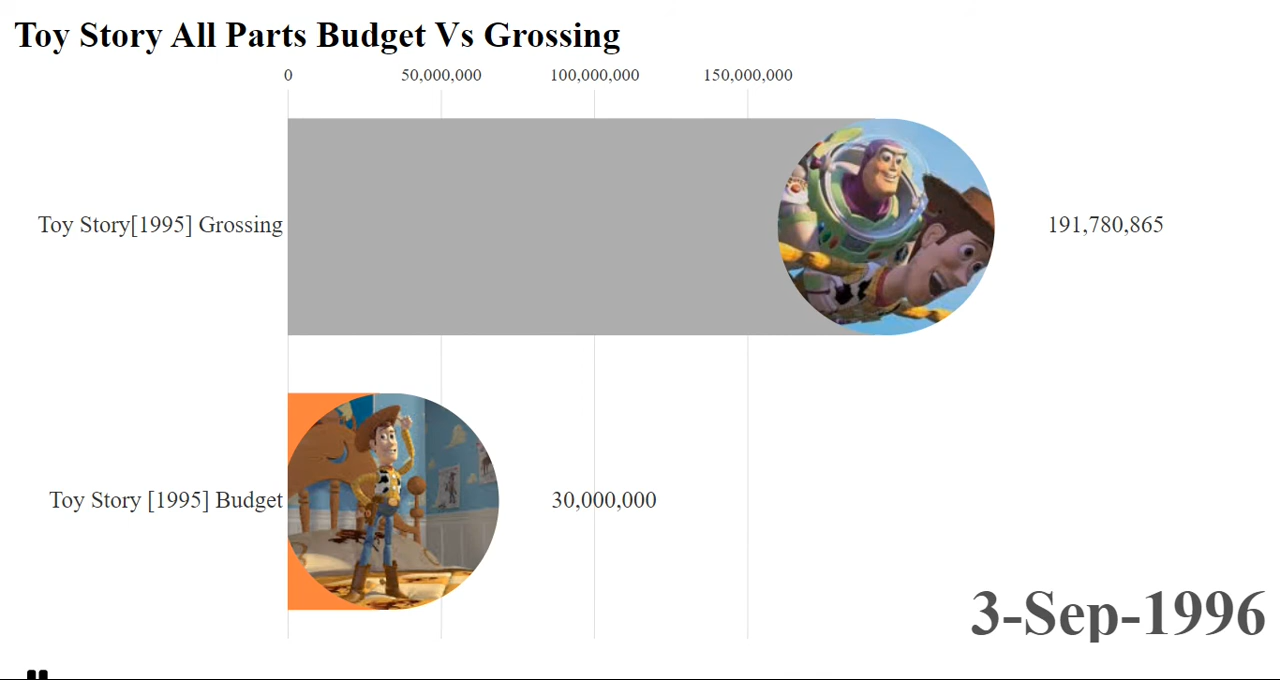 Toy Story All Parts Budget Vs Grossing
0 50,000,000 100,000,000 150,000,000
Toy Story[1995] Grossing 191,780,865
Toy Story [1995] Budget 30,000,000
3-Sep-1996